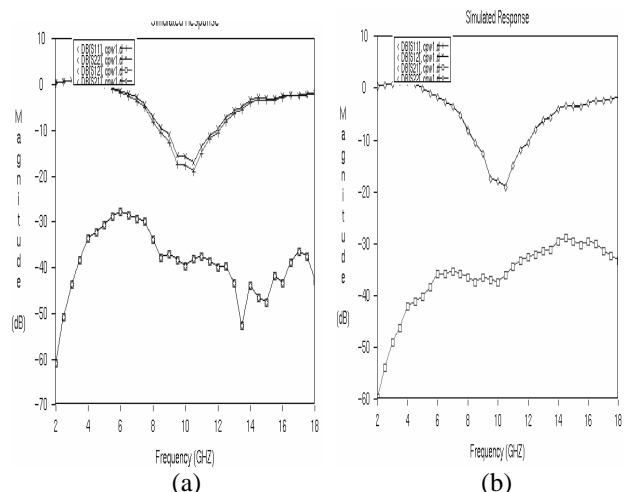 Simulated Response
DB[S11], cpw1.d
DB[S22], cpw1.d
DB[S12], cpw1.d
DB[S21], cpw1.d
10
0
-10
-20
-30
-40
-50
-60
-70
Magnitude
(dB)
2 4 6 8 10 12 14 16 18
Frequency (GHZ)
(a)
Simulated Response
DB[S11], cpw1.
DB[S12], cpw1.
DB[S21], cpw1.
DB[S22], cpw1.
10
0
-10
-20
-30
-40
-50
-60
Magnitude
(dB)
2 4 6 8 10 12 14 16 18
Frequency (GHZ)
(b)